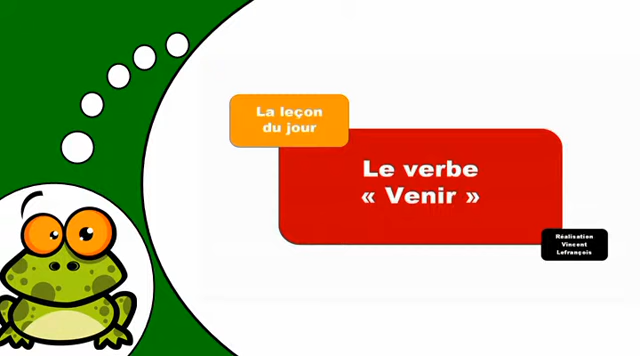 La leçon
du jour
Le verbe
« Venir »
Réalisation
Vincent
Lefrançois